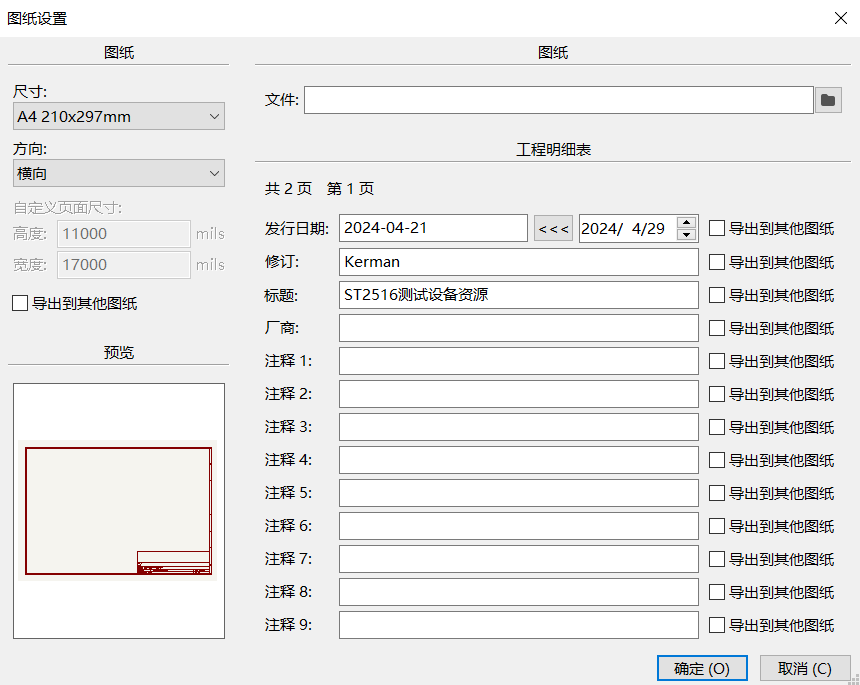 图纸设置
图纸
尺寸:
A4 210x297mm
方向:
横向
自定义页面尺寸:
高度: 11000 mils
宽度: 17000 mils
导出到其他图纸
预览
图纸
文件:
工程明细表
共 2 页 第 1 页
发行日期: 2024-04-21 <<< 2024/ 4/29 导出到其他图纸
修订: Kerman 导出到其他图纸
标题: ST2516测试设备资源 导出到其他图纸
厂商: 导出到其他图纸
注释 1: 导出到其他图纸
注释 2: 导出到其他图纸
注释 3: 导出到其他图纸
注释 4: 导出到其他图纸
注释 5: 导出到其他图纸
注释 6: 导出到其他图纸
注释 7: 导出到其他图纸
注释 8: 导出到其他图纸
注释 9: 导出到其他图纸
确定 (O) 取消 (C)